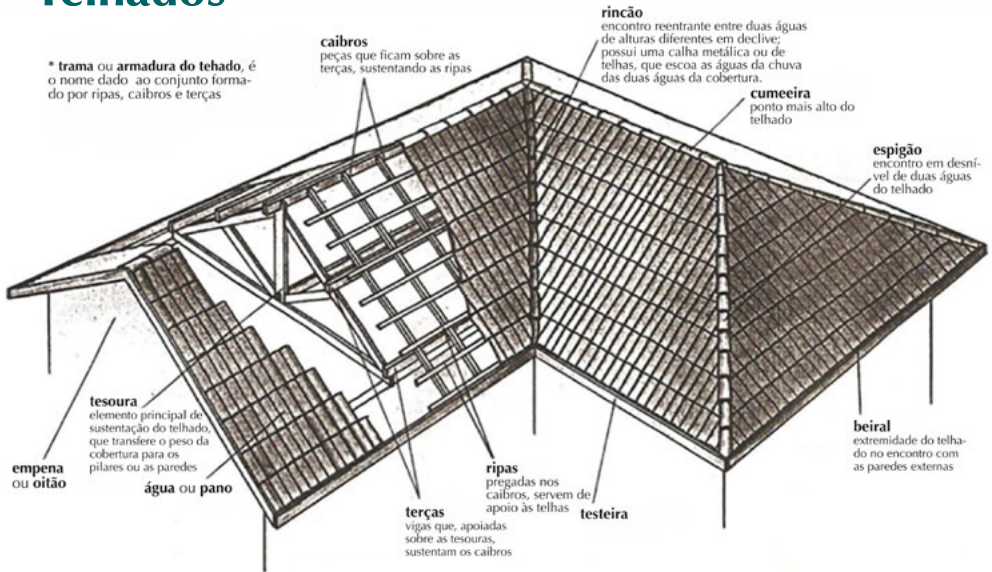 Telhados
* trama ou armadura do tehado, é
o nome dado ao conjunto forma-
do por ripas, caibros e terças
caibros
peças que ficam sobre as
terças, sustentando as ripas
rincão
encontro reentrante entre duas águas
de alturas diferentes em declive;
possui uma calha metálica ou de
telhas, que escoa as águas da chuva
das duas águas da cobertura.
cumeeira
ponto mais alto do
telhado
espigão
encontro em desní-
vel de duas águas
do telhado
tesoura
elemento principal de
sustentação do telhado,
que transfere o peso da
cobertura para os
pilares ou as paredes
empena
ou oitão
água ou pano
terças
vigas que, apoiadas
sobre as tesouras,
sustentam os caibros
ripas
pregadas nos
caibros, servem de
apoio às telhas
testeira
beiral
extremidade do telha-
do no encontro com
as paredes externas